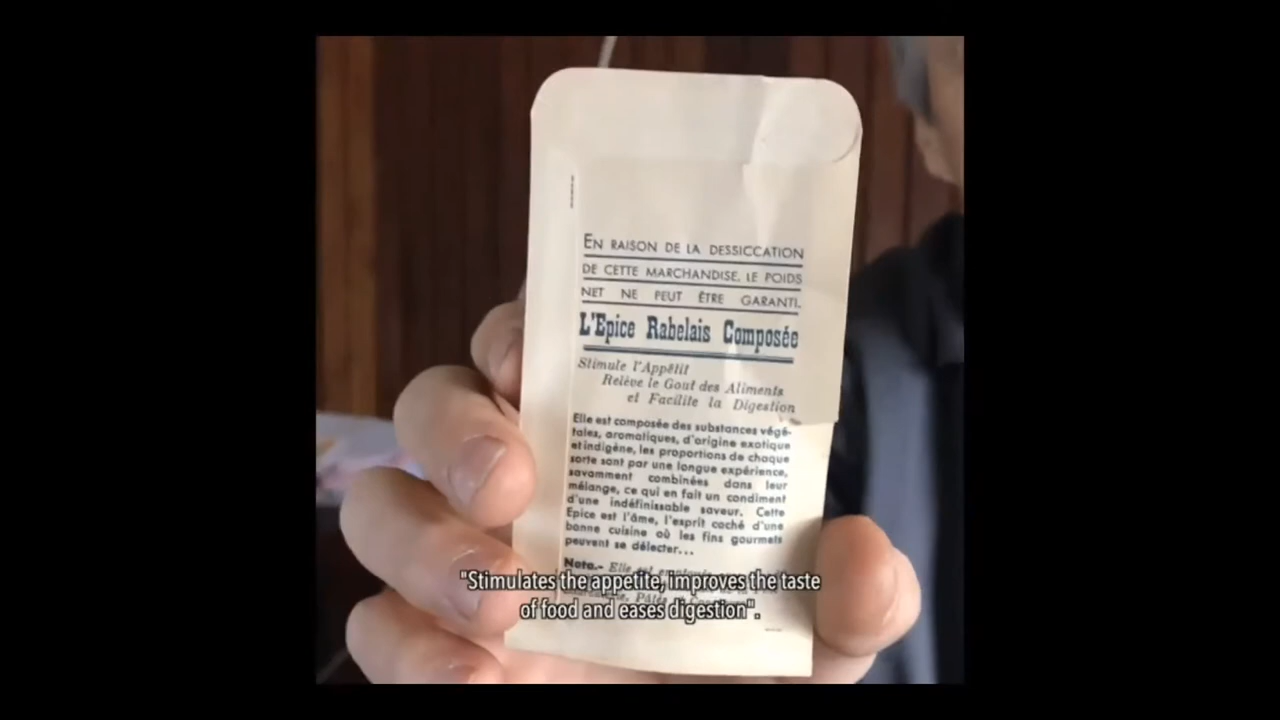 EN RAISON DE LA DESSICCATION
DE CETTE MARCHANDISE, LE POIDS
NET NE PEUT ÊTRE GARANTI.
L'Epice Rabelais Composée
Stimule l'Appétit
Relève le Gout des Aliments
et Facilite la Digestion
Elle est composée des substances végé-
tales, aromatiques, d'origine exotique
et indigène, les proportions de chaque
sorte sont par une longue expérience,
savamment combinées dans leur
mélange, ce qui en fait un condiment
d'une indéfinissable saveur. Cette
Epice est l'âme, l'esprit caché d'une
bonne cuisine où les fins gourmets
peuvent se délecter...
Nota.- Elle est
"Stimulates the appetite, improves the taste
of food and eases digestion".